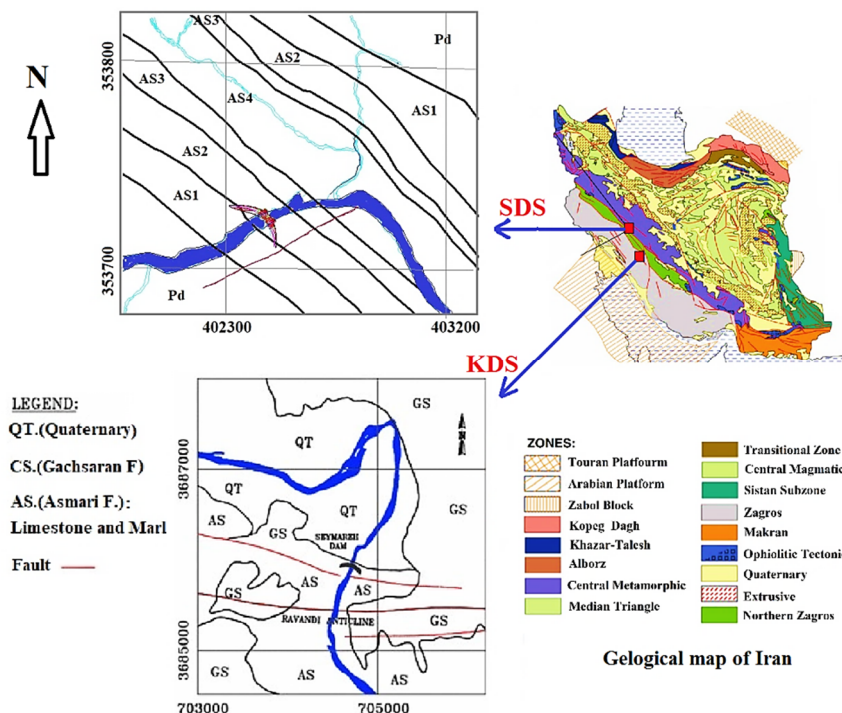 AS3
Pd
AS2
353800
AS3
AS4
AS1
N
AS2
AS1
353700
Pd
402300
403200
SDS
KDS
LEGEND:
QT.(Quaternary)
CS.(Gachsaran F)
AS.(Asmari F.):
Limestone and Marl
Fault
GS
QT
N
3687000
QT
GS
QT
AS
GS
SEYMAREH
DAM
AS
AS
GS
RAVANDI ANTICLINE
GS
3685000
GS
AS
AS
703000
705000
ZONES:
Touran Platfourm
Arabian Platform
Zabol Block
Kopeg Dagh
Khazar-Talesh
Alborz
Central Metamorphic
Median Triangle
Transitional Zone
Central Magmatic
Sistan Subzone
Zagros
Makran
Ophiolitic Tectonic
Quaternary
Extrusive
Northern Zagros
Gelogical map of Iran